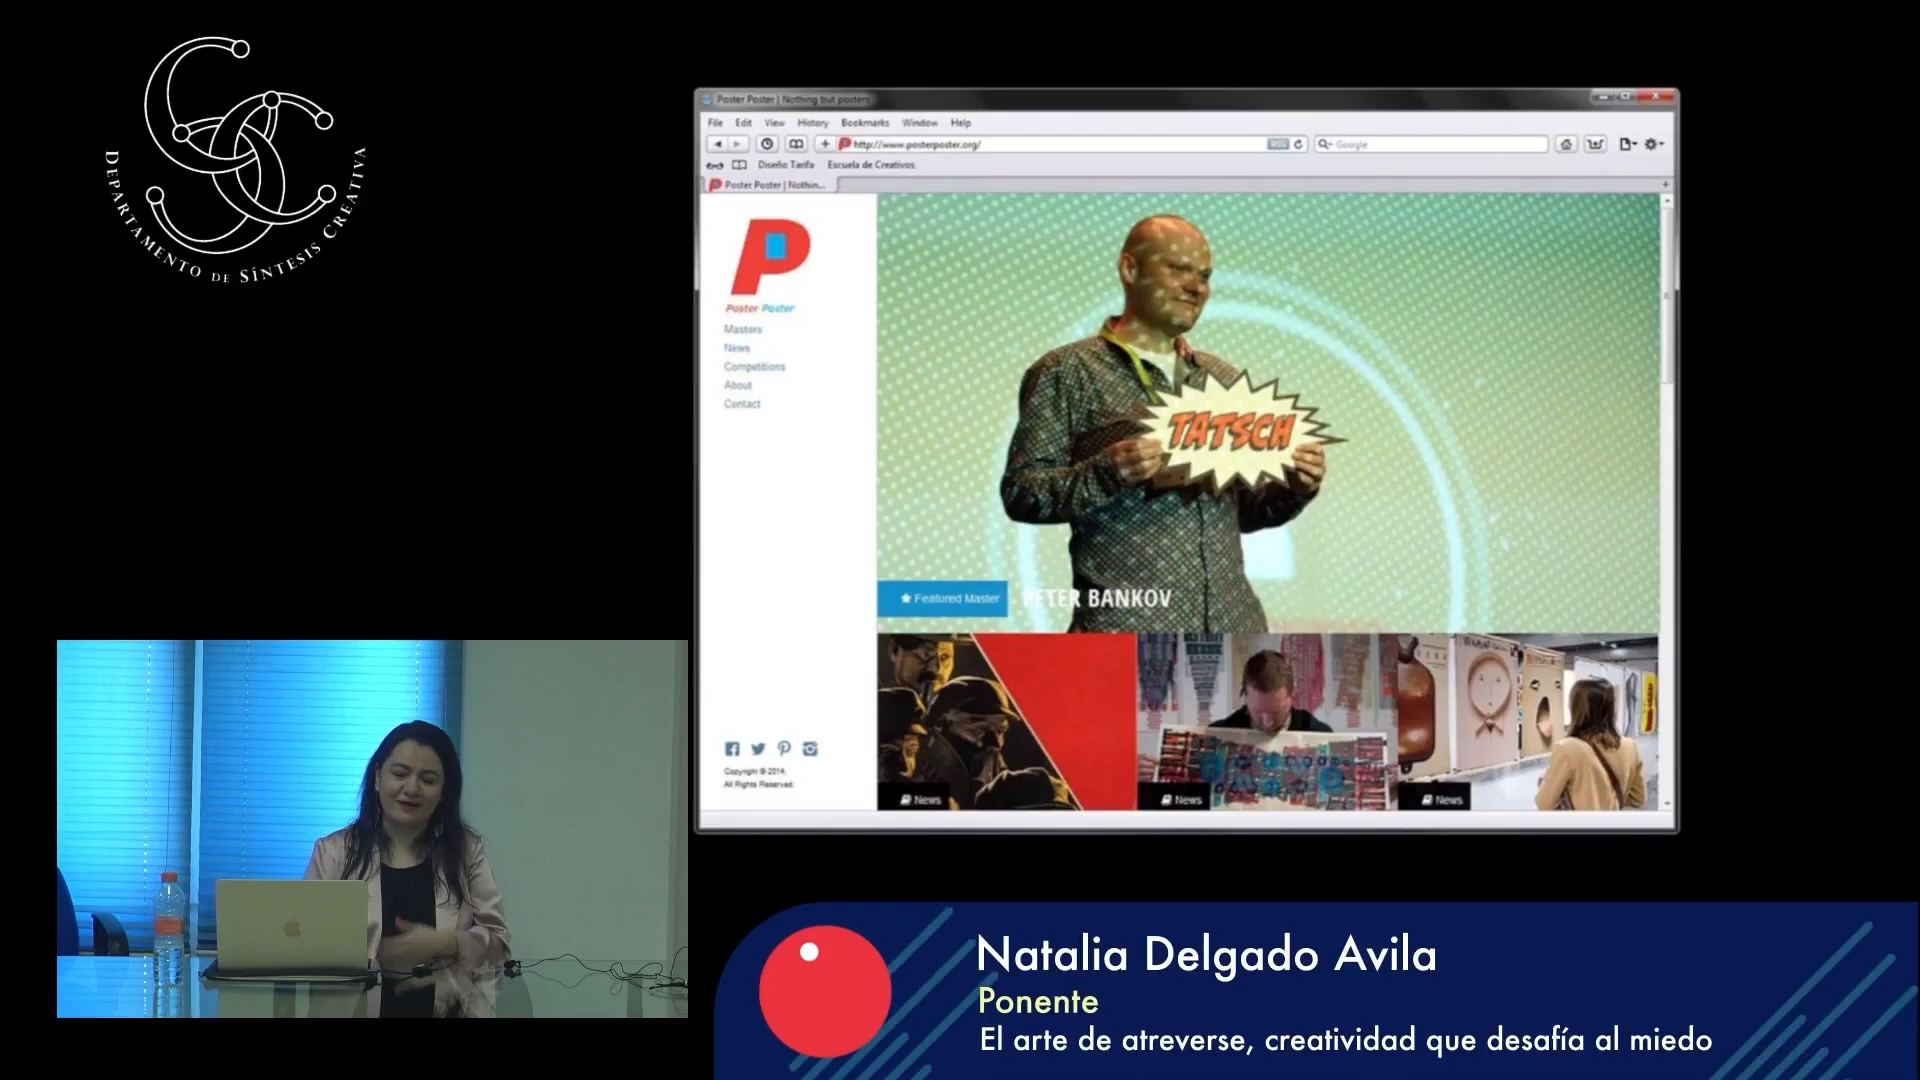 DEPARTAMENTO DE SÍNTESIS CREATIVA
Poster Poster | Nothing but posters
File Edit View History Bookmarks Window Help
http://www.posterposter.org/
RSS
Google
Diseño Tarifa Escuela de Creativos
Poster Poster | Nothin...
Poster Poster
Masters
News
Competitions
About
Contact
TATSCH
Featured Master
PETER BANKOV
News
News
News
Copyright © 2014.
All Rights Reserved.
Natalia Delgado Avila
Ponente
El arte de atreverse, creatividad que desafía al miedo